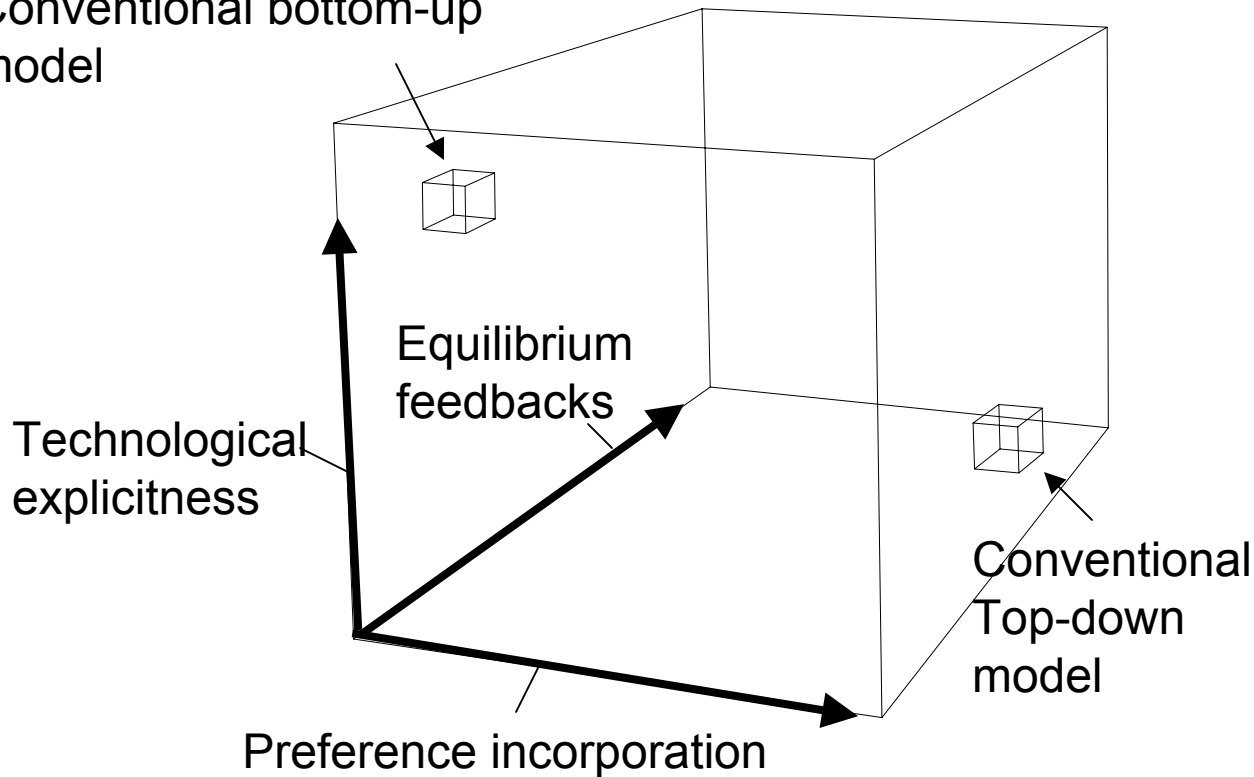 Conventional bottom-up
model
Equilibrium
feedbacks
Technological
explicitness
Conventional
Top-down
model
Preference incorporation